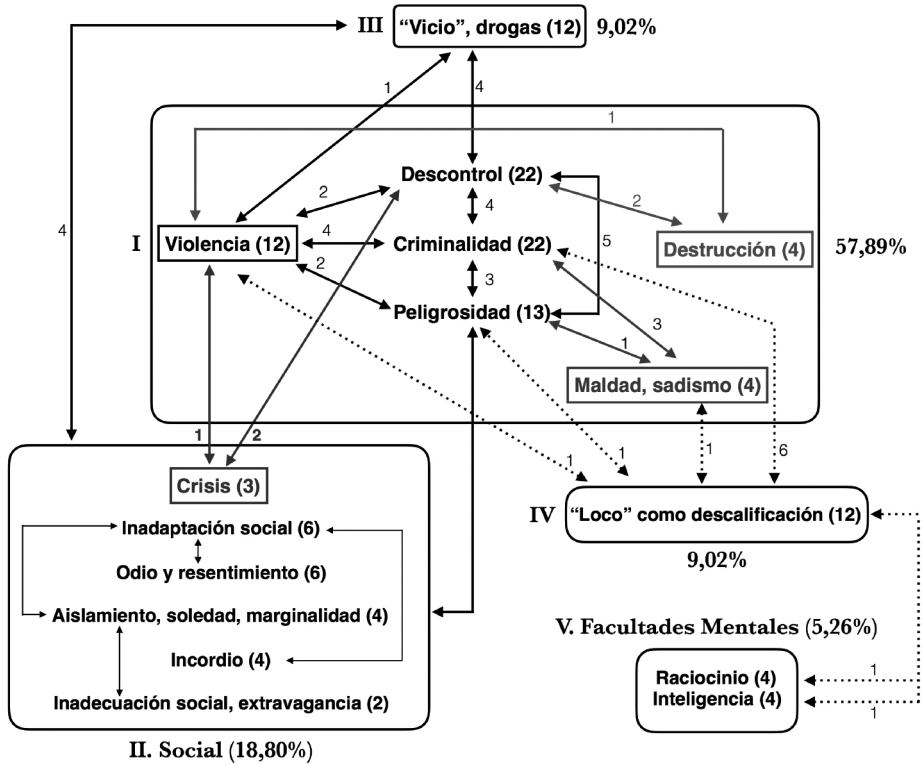 III “Vicio”, drogas (12) 9,02%
1
4
1
Descontrol (22)
2
4
2
4
I
Violencia (12)
4
Criminalidad (22)
5
Destrucción (4)
57,89%
2
3
Peligrosidad (13)
3
1
Maldad, sadismo (4)
1
2
1
1
1
6
Crisis (3)
IV “Loco” como descalificación (12)
9,02%
Inadaptación social (6)
Odio y resentimiento (6)
Aislamiento, soledad, marginalidad (4)
Incordio (4)
Inadecuación social, extravagancia (2)
II. Social (18,80%)
V. Facultades Mentales (5,26%)
Raciocinio (4)
Inteligencia (4)
1
1